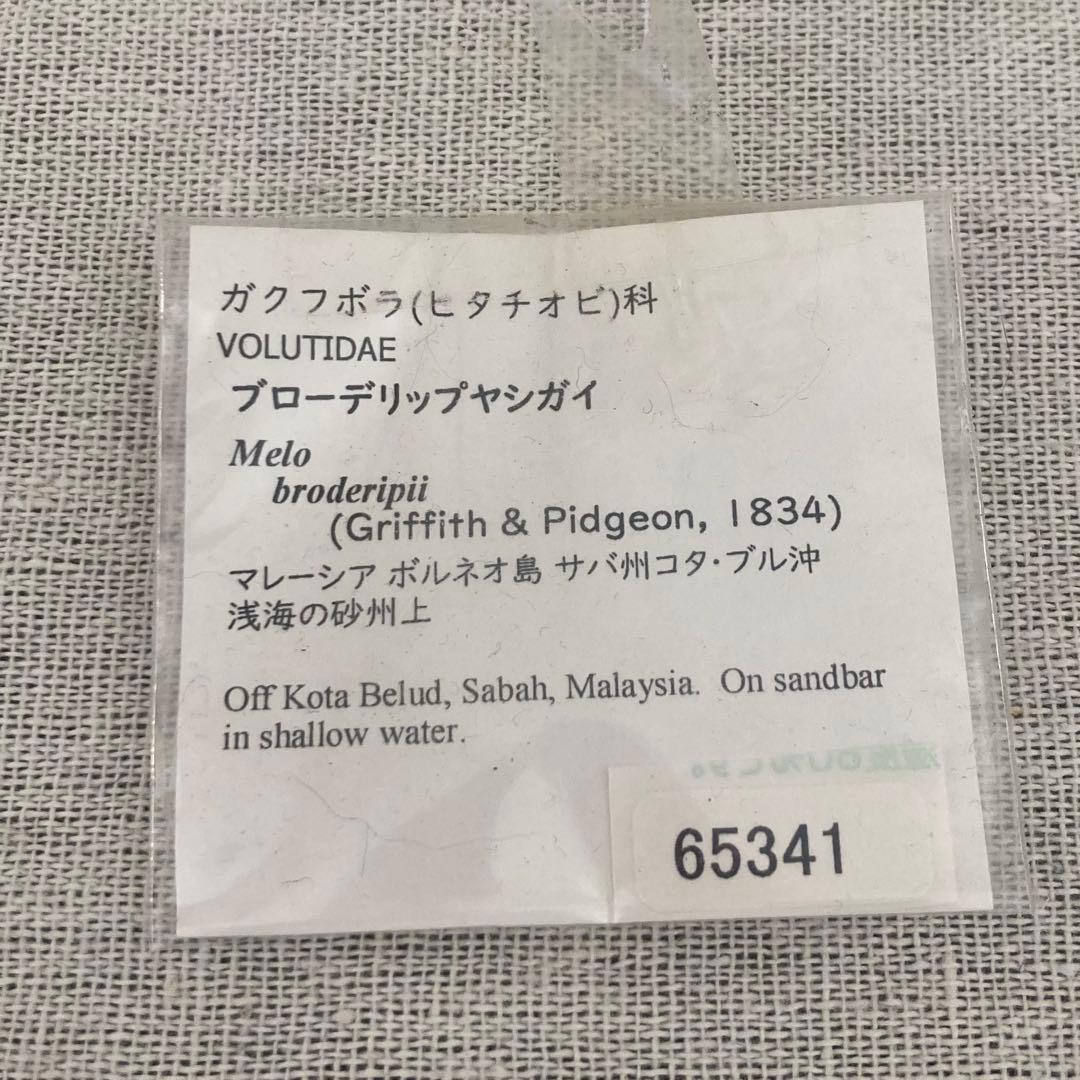 ガクフボラ(ヒタチオビ)科
VOLUTIDAE
ブローデリップヤシガイ
Melo
broderipii
(Griffith & Pidgeon, 1834)
マレーシア ボルネオ島 サバ州コタ・ブル沖
浅海の砂州上
Off Kota Belud, Sabah, Malaysia. On sandbar
in shallow water.
65341